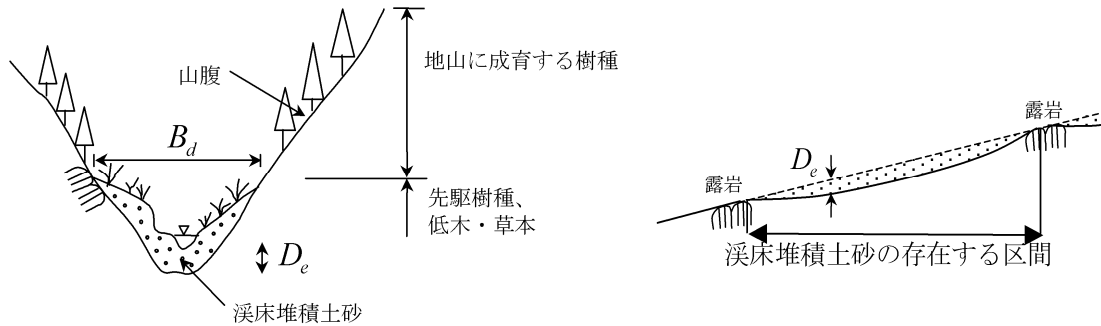 山腹
地山に成育する樹種
B_d
先駆樹種、
低木・草本
D_e
渓床堆積土砂
露岩
D_e
露岩
渓床堆積土砂の存在する区間